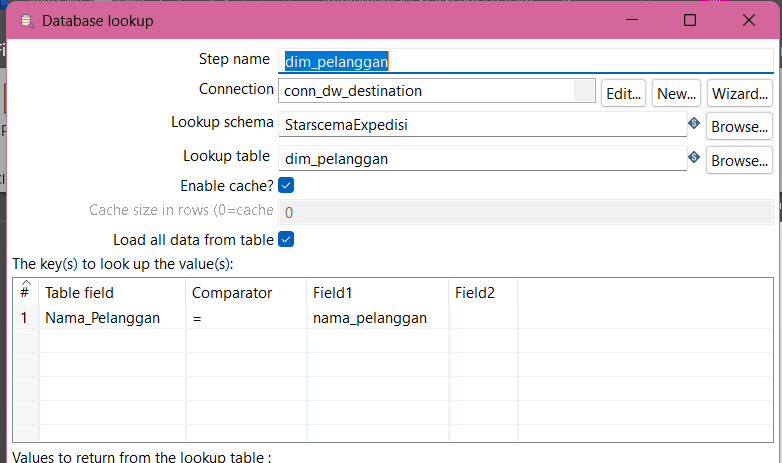 Database lookup
Step name dim_pelanggan
Connection conn_dw_destination Edit... New... Wizard...
Lookup schema StarscemaExpedisi Browse...
Lookup table dim_pelanggan Browse...
Enable cache?
Cache size in rows (0=cache 0
Load all data from table
The key(s) to look up the value(s):
# Table field Comparator Field1 Field2
1 Nama_Pelanggan = nama_pelanggan
Values to return from the lookup table :